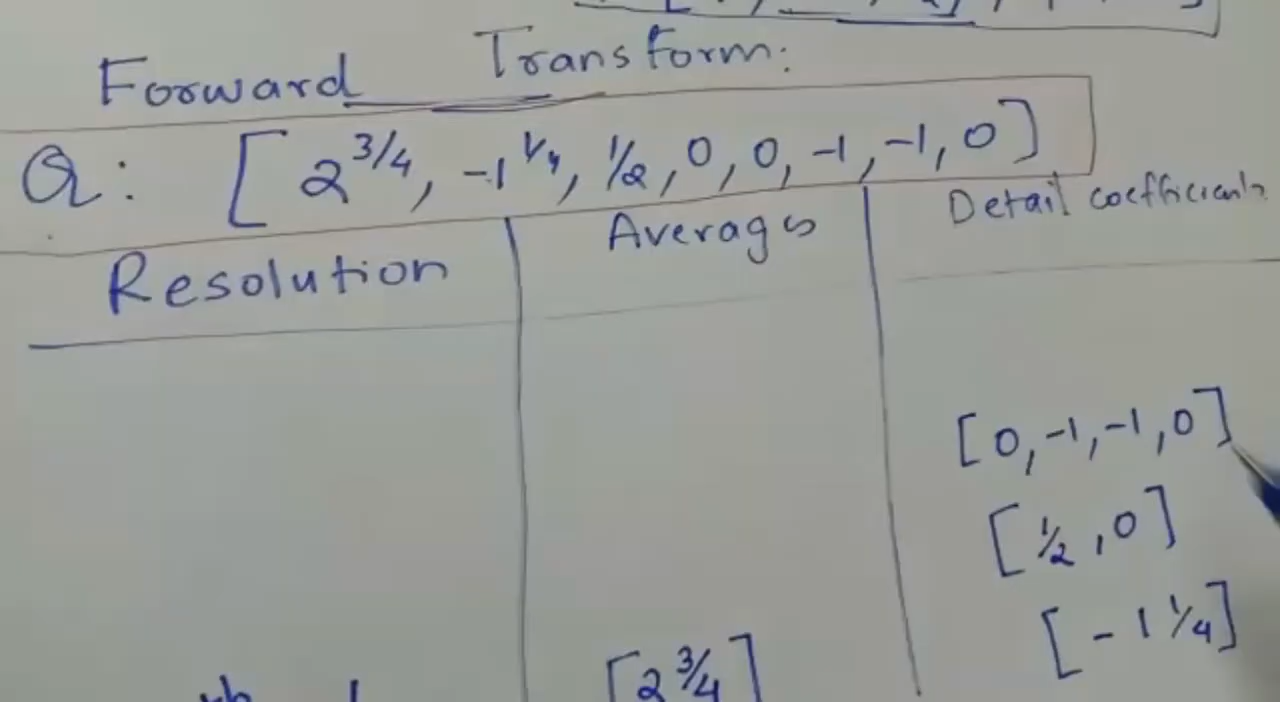 Forward Transform:
Q: [2 3/4, -1 1/4, 1/2, 0, 0, -1, -1, 0]
Resolution Averages Detail coefficients
[0, -1, -1, 0]
[1/2, 0]
[-1 1/4]
[2 3/4]